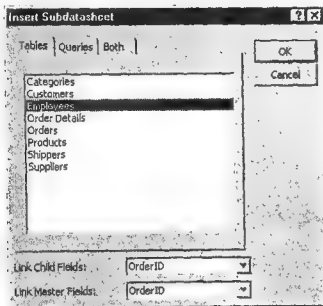 Insert Subdatasheet
Tables Queries Both
OK
Cancel
Categories
Customers
Employees
Order Details
Orders
Products
Shippers
Suppliers
Link Child Fields: OrderID
Link Master Fields: OrderID